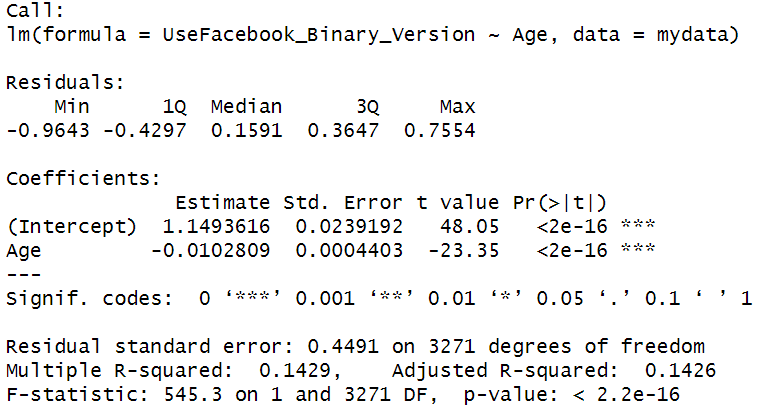 Call:
lm(formula = UseFacebook_Binary_Version ~ Age, data = mydata)
Residuals:
    Min      1Q  Median      3Q     Max
-0.9643 -0.4297  0.1591  0.3647  0.7554
Coefficients:
              Estimate Std. Error t value Pr(>|t|)
(Intercept)  1.1493616  0.0239192   48.05   <2e-16 ***
Age         -0.0102809  0.0004403  -23.35   <2e-16 ***
---
Signif. codes:  0 ‘***’ 0.001 ‘**’ 0.01 ‘*’ 0.05 ‘.’ 0.1 ‘ ’ 1
Residual standard error: 0.4491 on 3271 degrees of freedom
Multiple R-squared:  0.1429,    Adjusted R-squared:  0.1426
F-statistic: 545.3 on 1 and 3271 DF,  p-value: < 2.2e-16